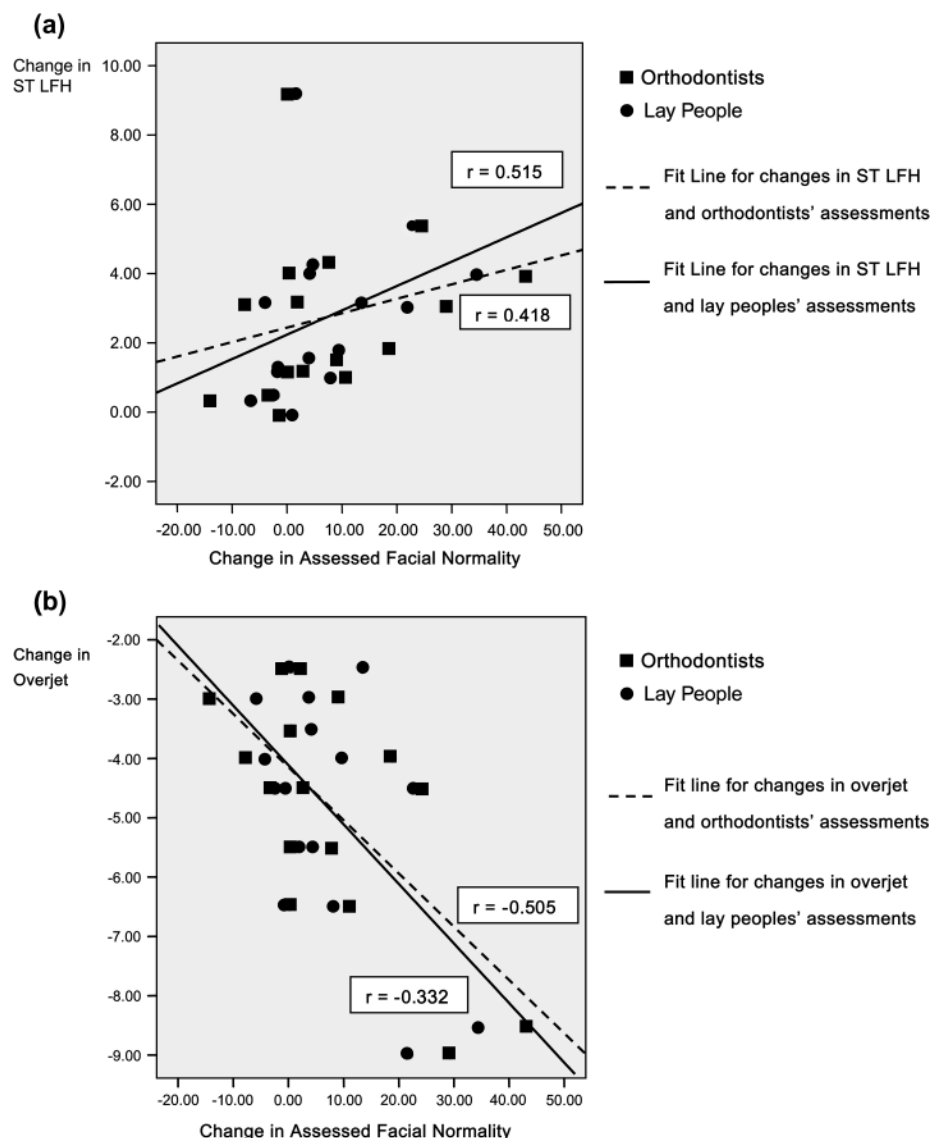 (a)
Change in
ST LFH
10.00
8.00
6.00
4.00
2.00
0.00
-2.00
r = 0.515
r = 0.418
-20.00 -10.00 0.00 10.00 20.00 30.00 40.00 50.00
Change in Assessed Facial Normality
Orthodontists
Lay People
Fit Line for changes in ST LFH
and orthodontists' assessments
Fit Line for changes in ST LFH
and lay peoples' assessments
(b)
Change in
Overjet
-2.00
-3.00
-4.00
-5.00
-6.00
-7.00
-8.00
-9.00
r = -0.505
r = -0.332
-20.00 -10.00 0.00 10.00 20.00 30.00 40.00 50.00
Change in Assessed Facial Normality
Orthodontists
Lay People
Fit line for changes in overjet
and orthodontists' assessments
Fit line for changes in overjet
and lay peoples' assessments